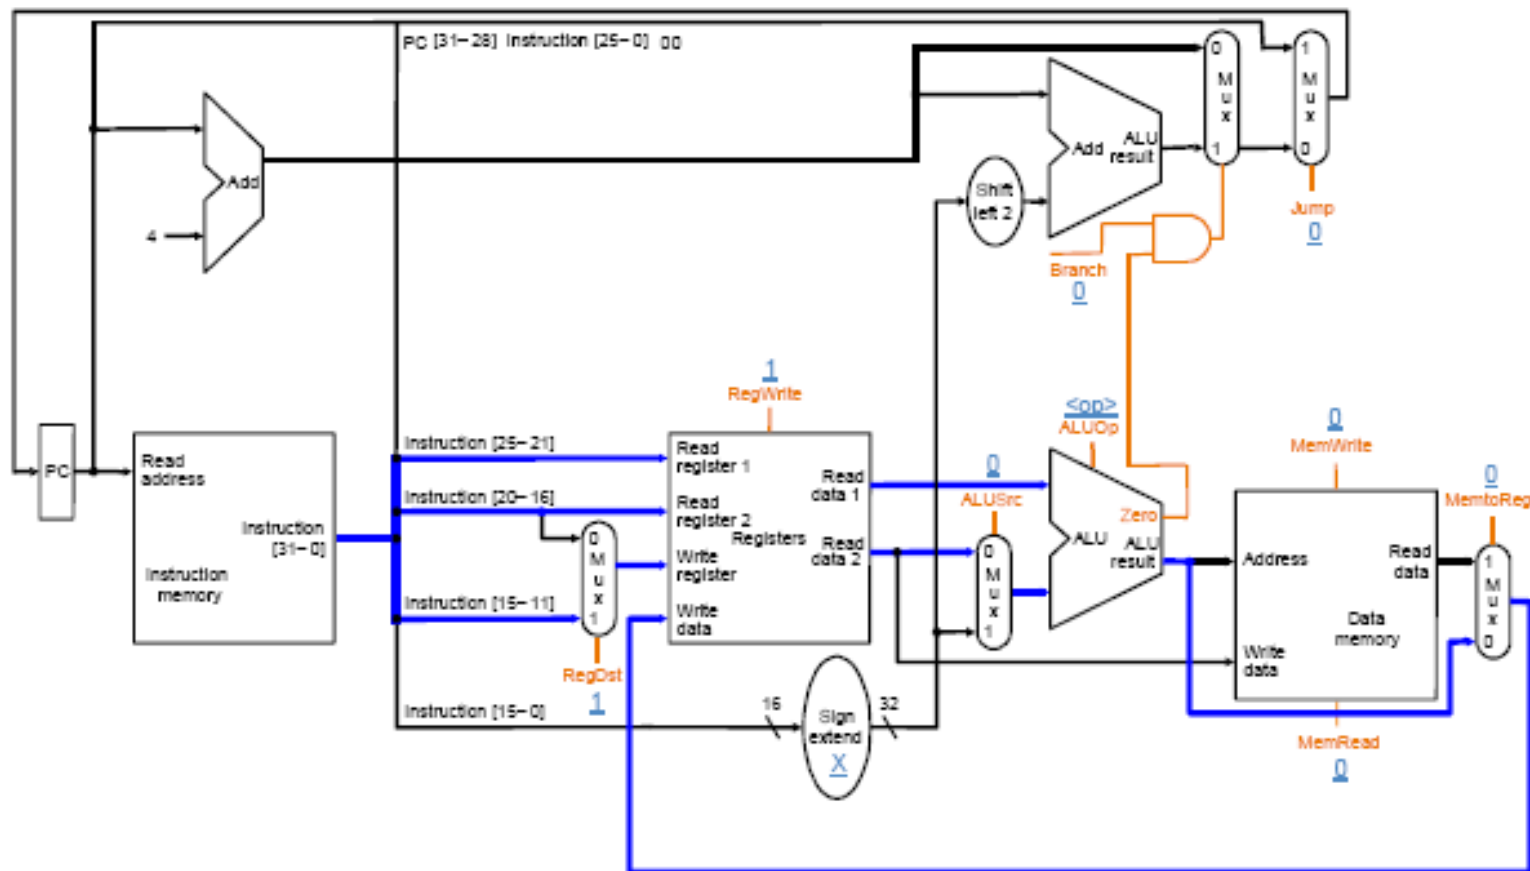 PC [31-28] Instruction [25-0] 00
0
M
u
x
1
1
M
u
x
0
Add
ALU
result
Add
4
Shift
left 2
Jump
0
Branch
0
1
RegWrite
<op>
ALUOp
0
MemWrite
0
ALUSrc
0
MemtoReg
PC
Read
address
Instruction
[31-0]
Instruction
memory
Instruction [25-21]
Instruction [20-16]
Instruction [15-11]
Instruction [15-0]
0
M
u
x
1
RegDst
1
Read
register 1
Read
register 2
Write
register
Write
data
Registers
Read
data 1
Read
data 2
16
Sign
extend
X
32
0
M
u
x
1
Zero
ALU
ALU
result
Address
Read
data
Data
memory
Write
data
MemRead
0
1
M
u
x
0